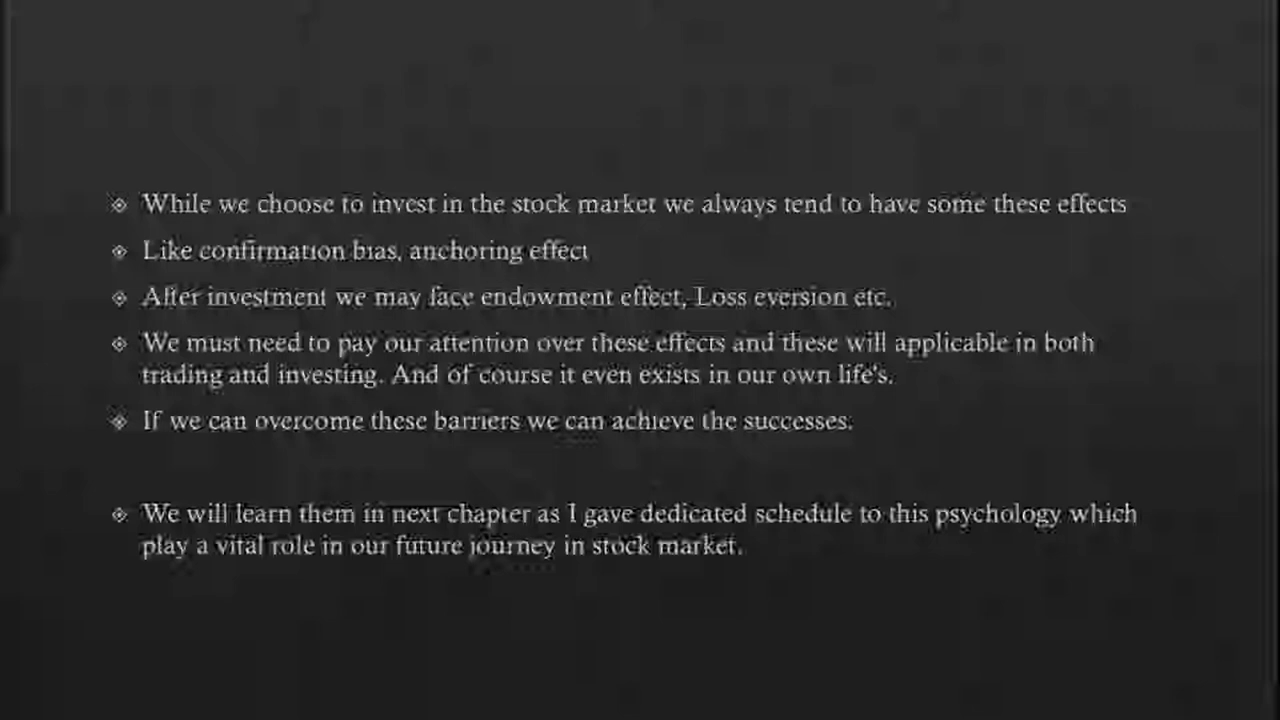 While we choose to invest in the stock market we always tend to have some these effects
Like confirmation bias, anchoring effect
After investment we may face endowment effect, Loss eversion etc.
We must need to pay our attention over these effects and these will applicable in both
trading and investing. And of course it even exists in our own life's.
If we can overcome these barriers we can achieve the successes.
We will learn them in next chapter as I gave dedicated schedule to this psychology which
play a vital role in our future journey in stock market.